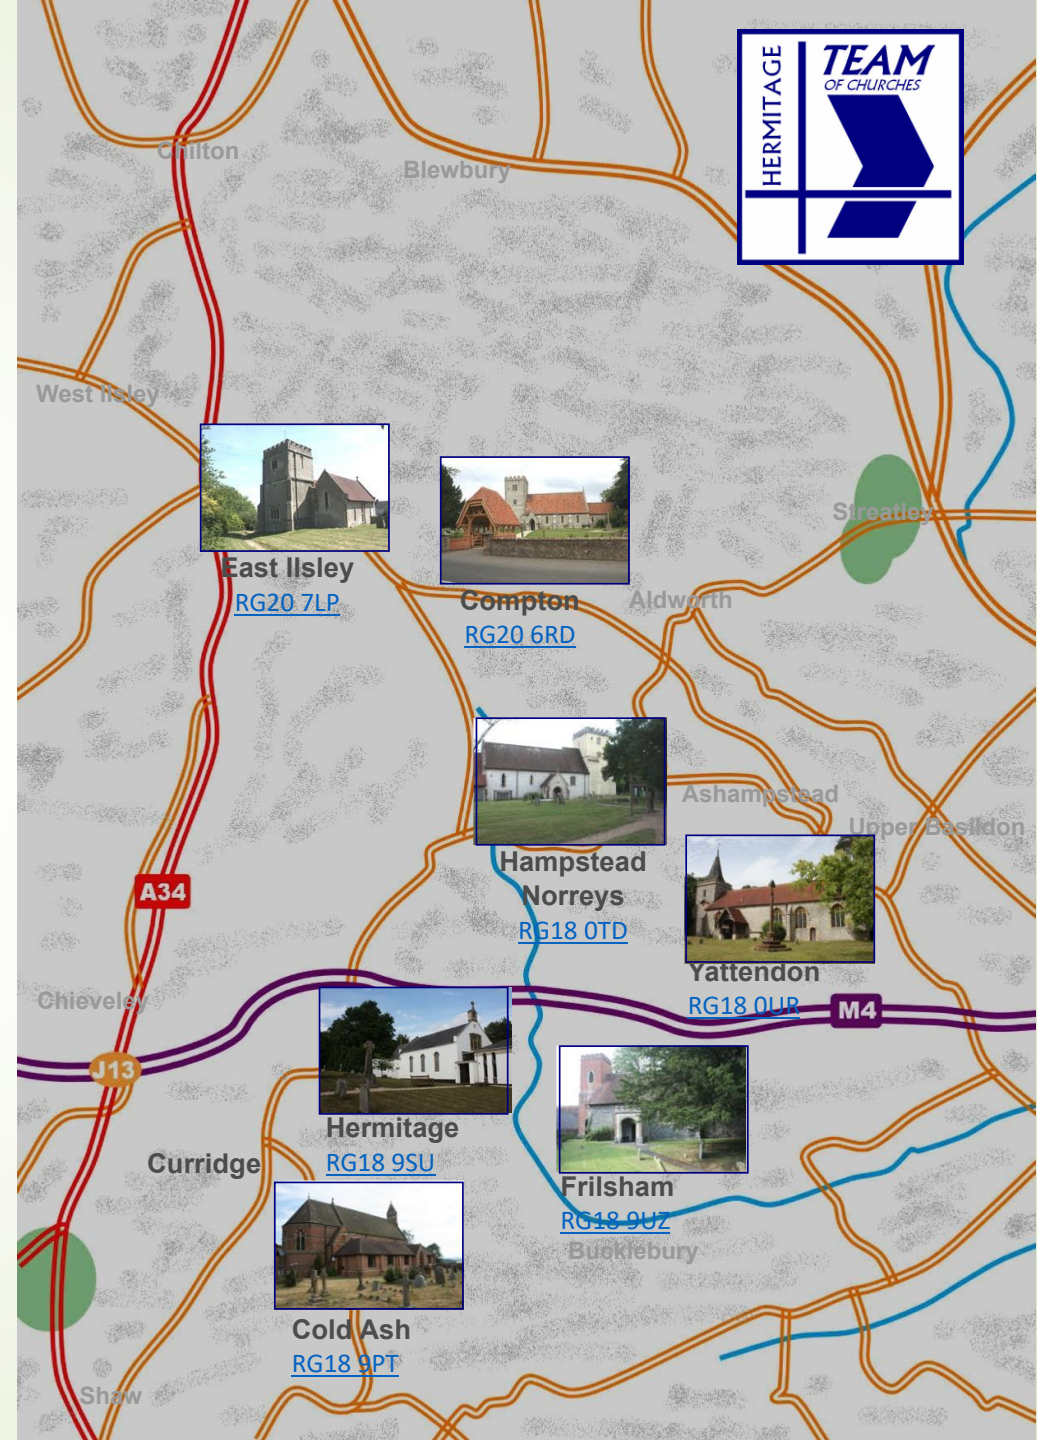 HERMITAGE
TEAM
OF CHURCHES
Chilton
Blewbury
West Ilsley
Streatley
East Ilsley
RG20 7LP
Compton
RG20 6RD
Aldworth
Ashampstead
Upper Basildon
A34
Hampstead
Norreys
RG18 0TD
Yattendon
RG18 0UR
Chieveley
M4
J13
Hermitage
RG18 9SU
Curridge
Frilsham
RG18 9UZ
Bucklebury
Cold Ash
RG18 9PT
Shaw